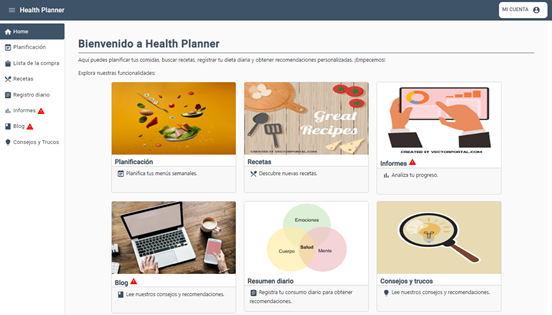 Health Planner
MI CUENTA
Home
Planificación
Lista de la compra
Recetas
Registro diario
Informes
Blog
Consejos y Trucos
Bienvenido a Health Planner
Aquí puedes planificar tus comidas, buscar recetas, registrar tu dieta diaria y obtener recomendaciones personalizadas. ¡Empecemos!
Explora nuestras funcionalidades:
Planificación
Planifica tus menús semanales.
Great
Recipes
CREATED BY VECTORPORTAL.COM
Recetas
Descubre nuevas recetas.
CREATED BY VECTORPORTAL.COM
Informes
Analiza tu progreso.
Blog
Lee nuestros consejos y recomendaciones.
Emociones
Cuerpo
Salud
Mente
Resumen diario
Registra tu consumo diario para obtener
recomendaciones.
Consejos y trucos
Lee nuestros consejos y recomendaciones.